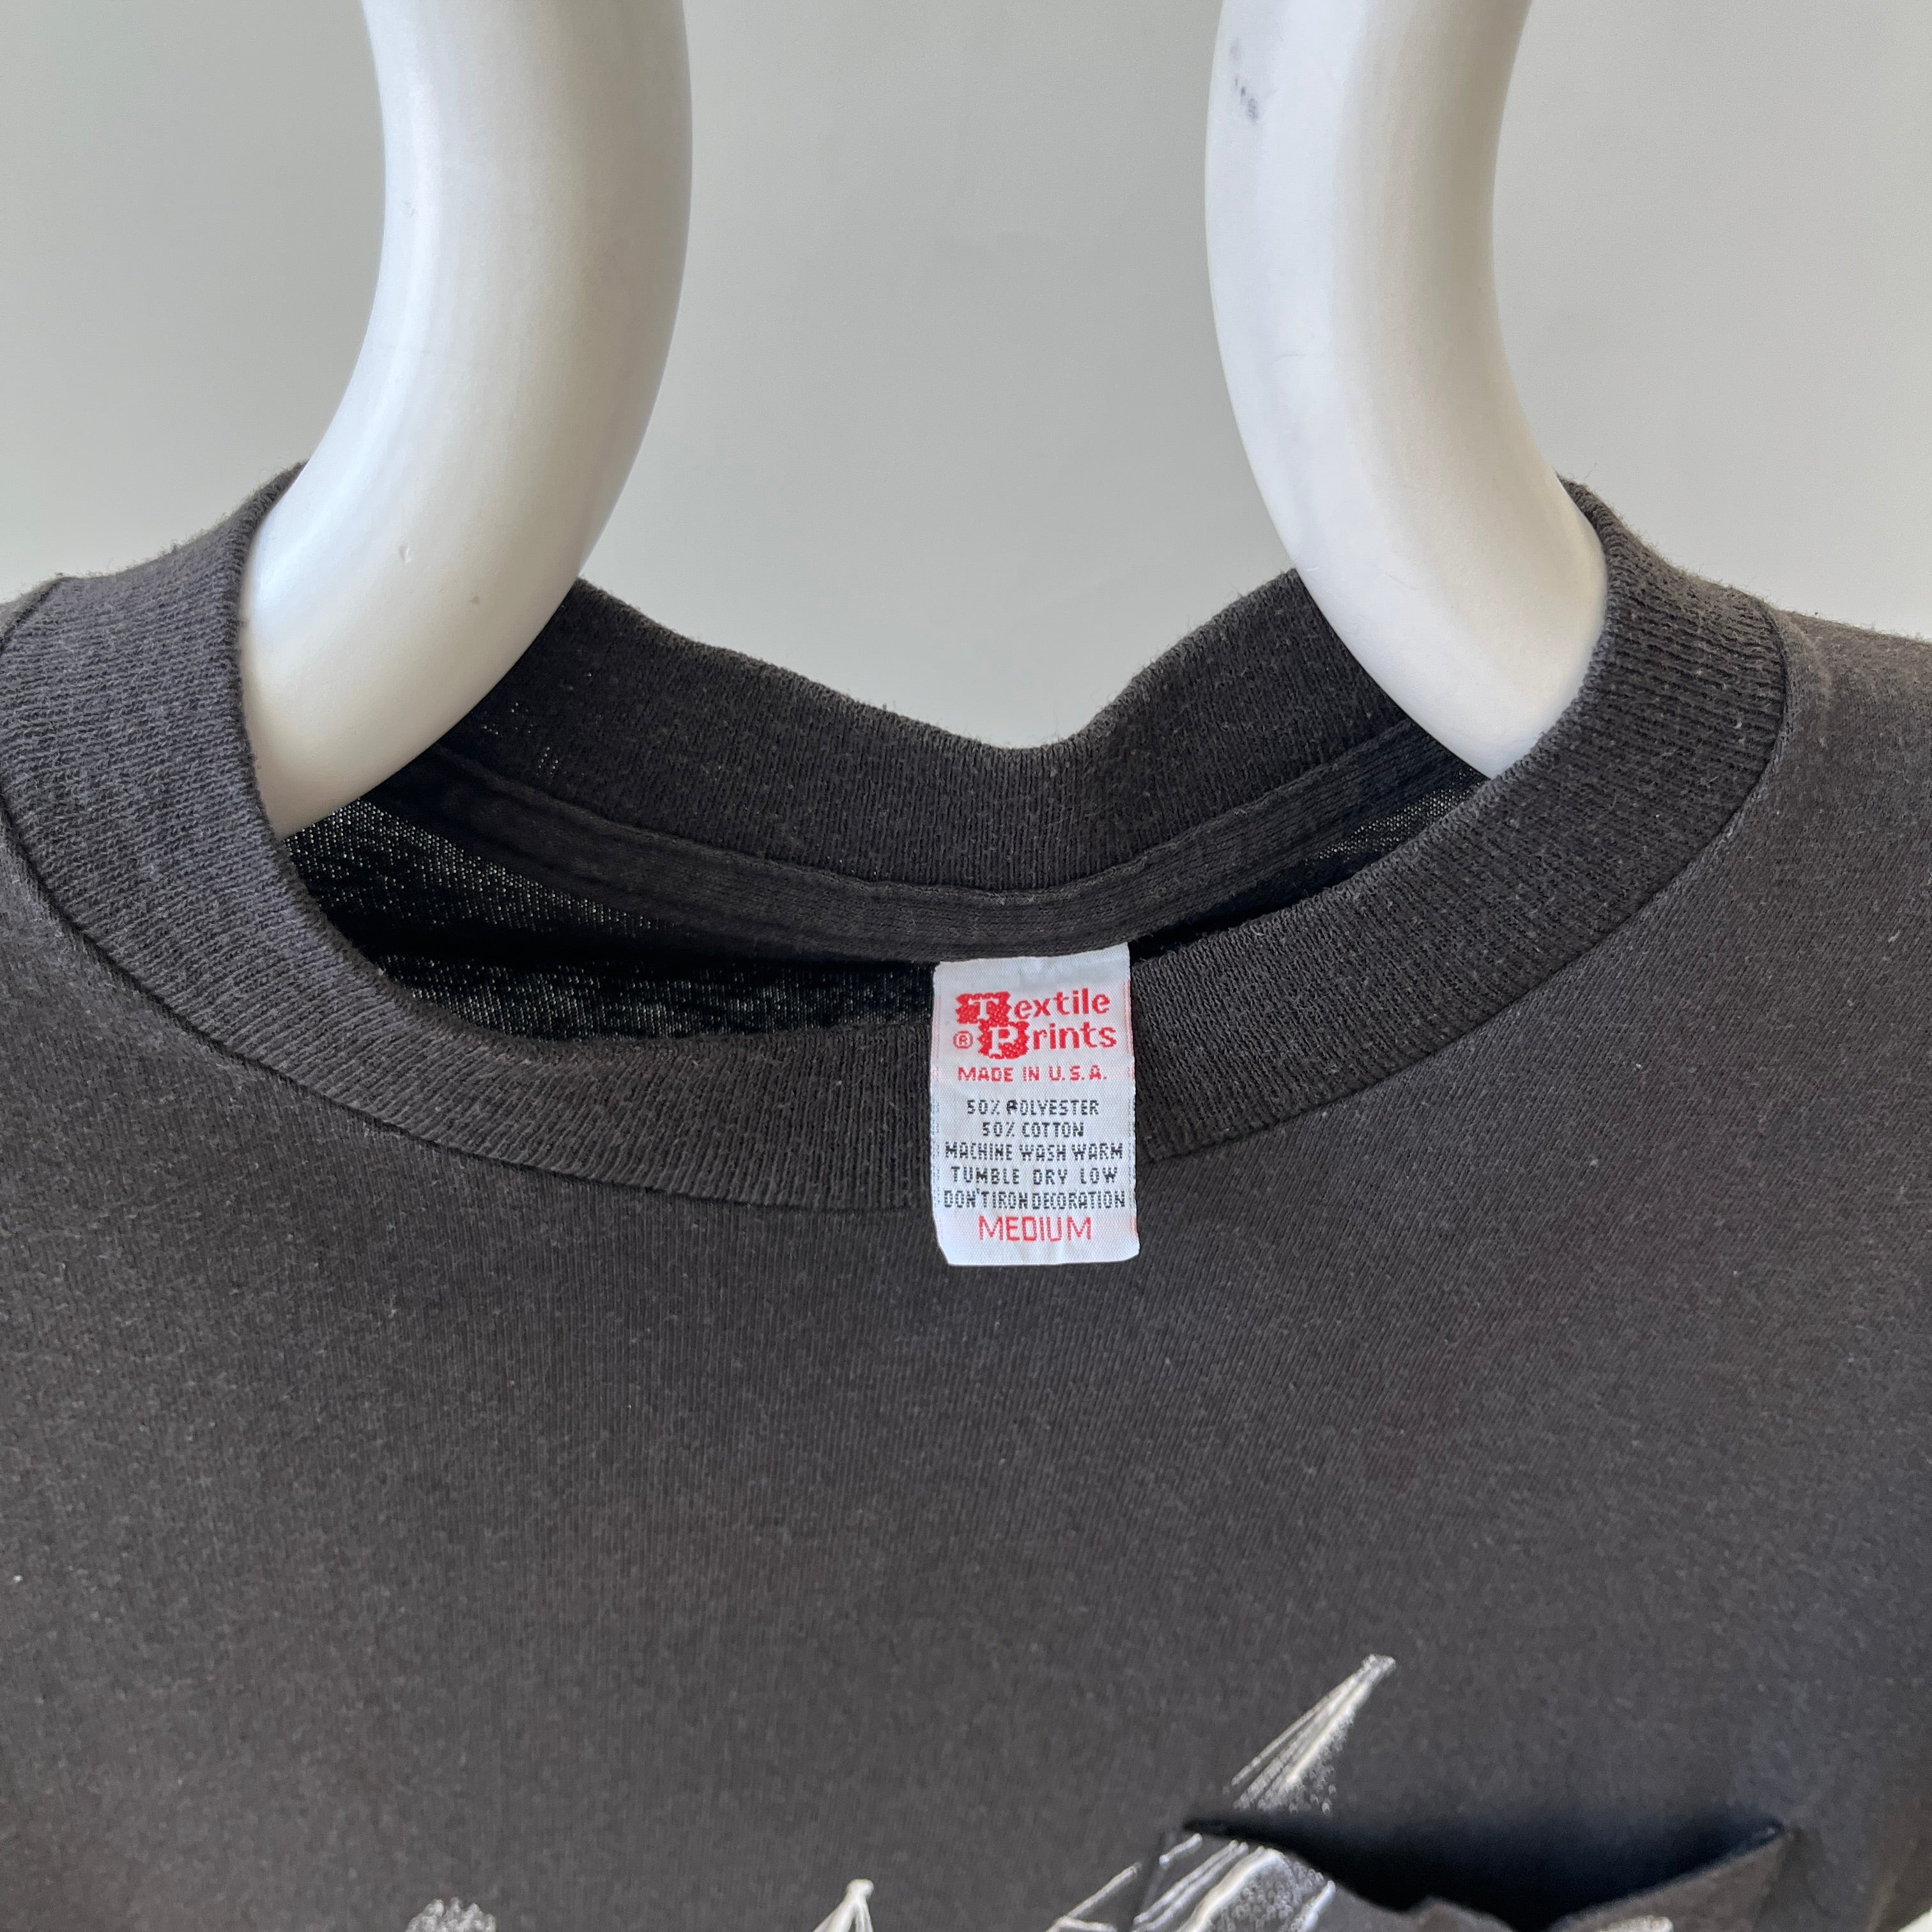 Textile
® Prints
MADE IN U.S.A.
50% POLYESTER
50% COTTON
MACHINE WASH WARM
TUMBLE DRY LOW
DON'T IRON DECORATION
MEDIUM